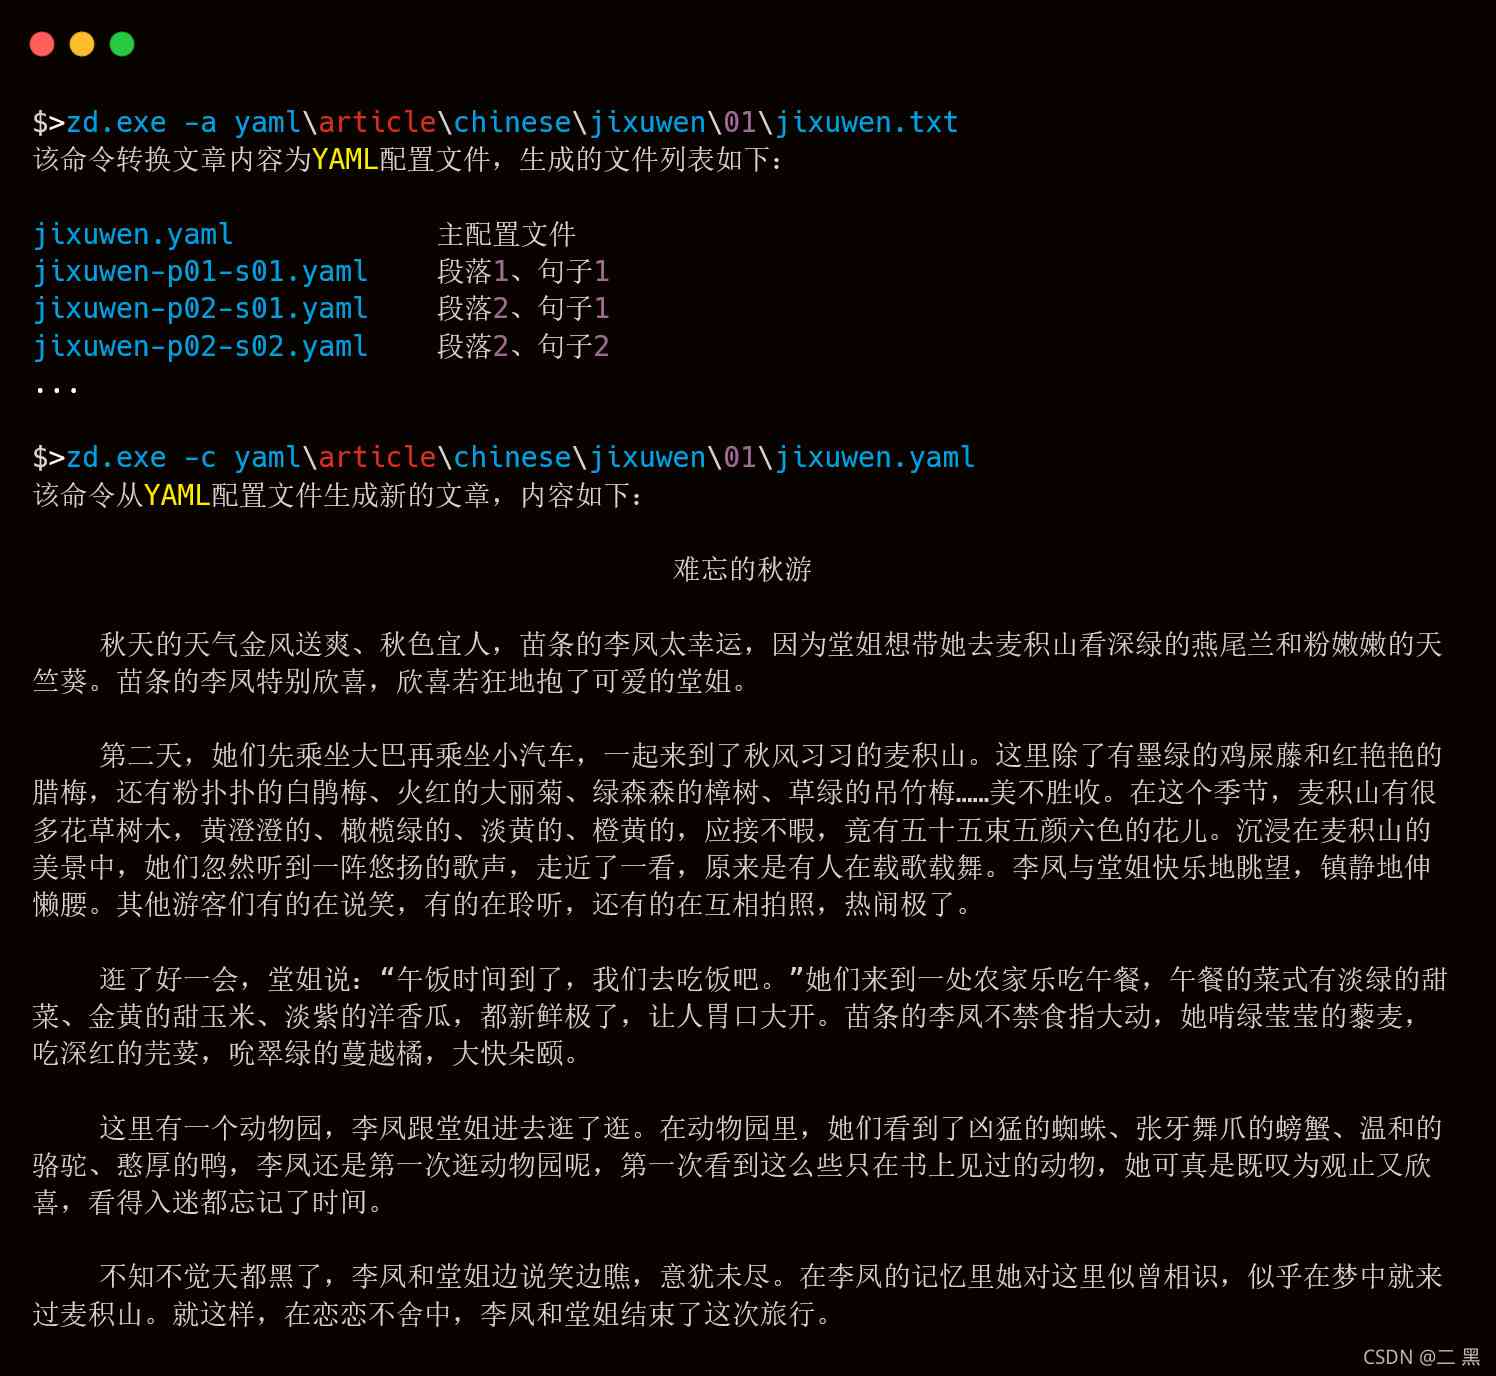 $>zd.exe -a yaml\article\chinese\jixuwen\01\jixuwen.txt
该命令转换文章内容为YAML配置文件，生成的文件列表如下：
jixuwen.yaml 主配置文件
jixuwen-p01-s01.yaml 段落1、句子1
jixuwen-p02-s01.yaml 段落2、句子1
jixuwen-p02-s02.yaml 段落2、句子2
...
$>zd.exe -c yaml\article\chinese\jixuwen\01\jixuwen.yaml
该命令从YAML配置文件生成新的文章，内容如下：
难忘的秋游
秋天的天气金风送爽、秋色宜人，苗条的李凤太幸运，因为堂姐想带她去麦积山看深绿的燕尾兰和粉嫩嫩的天
竺葵。苗条的李凤特别欣喜，欣喜若狂地抱了可爱的堂姐。
第二天，她们先乘坐大巴再乘坐小汽车，一起来到了秋风习习的麦积山。这里除了有墨绿的鸡屎藤和红艳艳的
腊梅，还有粉扑扑的白鹃梅、火红的大丽菊、绿森森的樟树、草绿的吊竹梅……美不胜收。在这个季节，麦积山有很
多花草树木，黄澄澄的、橄榄绿的、淡黄的、橙黄的，应接不暇，竟有五十五束五颜六色的花儿。沉浸在麦积山的
美景中，她们忽然听到一阵悠扬的歌声，走近了一看，原来是有人在载歌载舞。李凤与堂姐快乐地眺望，镇静地伸
懒腰。其他游客们有的在说笑，有的在聆听，还有的在互相拍照，热闹极了。
逛了好一会，堂姐说：“午饭时间到了，我们去吃饭吧。”她们来到一处农家乐吃午餐，午餐的菜式有淡绿的甜
菜、金黄的甜玉米、淡紫的洋香瓜，都新鲜极了，让人胃口大开。苗条的李凤不禁食指大动，她啃绿莹莹的藜麦，
吃深红的芫荽，吮翠绿的蔓越橘，大快朵颐。
这里有一个动物园，李凤跟堂姐进去逛了逛。在动物园里，她们看到了凶猛的蜘蛛、张牙舞爪的螃蟹、温和的
骆驼、憨厚的鸭，李凤还是第一次逛动物园呢，第一次看到这么些只在书上见过的动物，她可真是既叹为观止又欣
喜，看得入迷都忘记了时间。
不知不觉天都黑了，李凤和堂姐边说笑边瞧，意犹未尽。在李凤的记忆里她对这里似曾相识，似乎在梦中就来
过麦积山。就这样，在恋恋不舍中，李凤和堂姐结束了这次旅行。
CSDN @二 黑